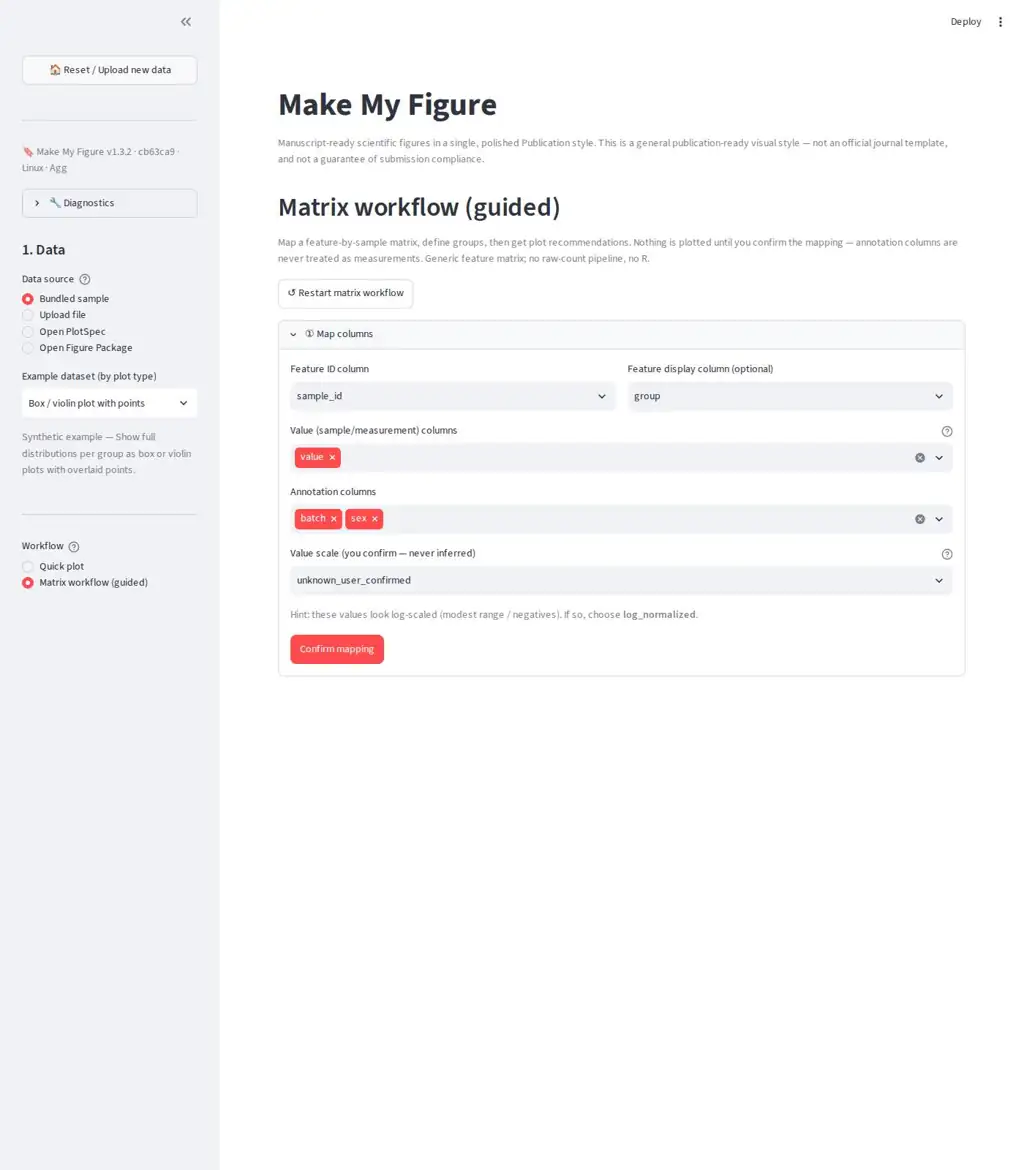 Deploy
🏠 Reset / Upload new data
🔖 Make My Figure v1.3.2 · cb63ca9 ·
Linux · Agg
🔧 Diagnostics
1. Data
Data source
Bundled sample
Upload file
Open PlotSpec
Open Figure Package
Example dataset (by plot type)
Box / violin plot with points
Synthetic example — Show full
distributions per group as box or violin
plots with overlaid points.
Workflow
Quick plot
Matrix workflow (guided)
Make My Figure
Manuscript-ready scientific figures in a single, polished Publication style. This is a general publication-ready visual style — not an official journal template,
and not a guarantee of submission compliance.
Matrix workflow (guided)
Map a feature-by-sample matrix, define groups, then get plot recommendations. Nothing is plotted until you confirm the mapping — annotation columns are
never treated as measurements. Generic feature matrix; no raw-count pipeline, no R.
↺ Restart matrix workflow
① Map columns
Feature ID column
sample_id
Feature display column (optional)
group
Value (sample/measurement) columns
value
Annotation columns
batch
sex
Value scale (you confirm — never inferred)
unknown_user_confirmed
Hint: these values look log-scaled (modest range / negatives). If so, choose log_normalized.
Confirm mapping